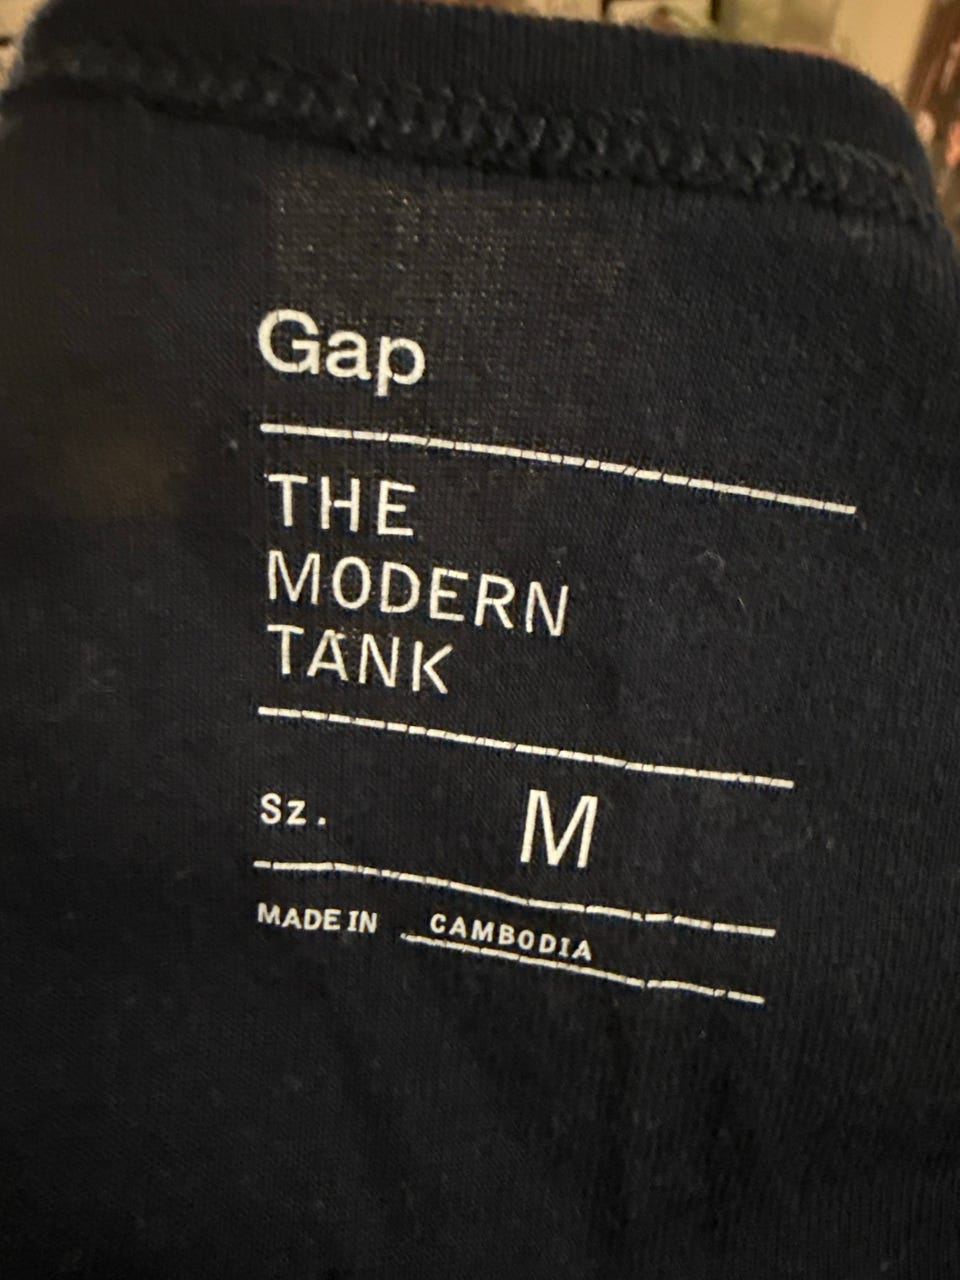 Gap
THE
MODERN
TANK
Sz. M
MADE IN CAMBODIA